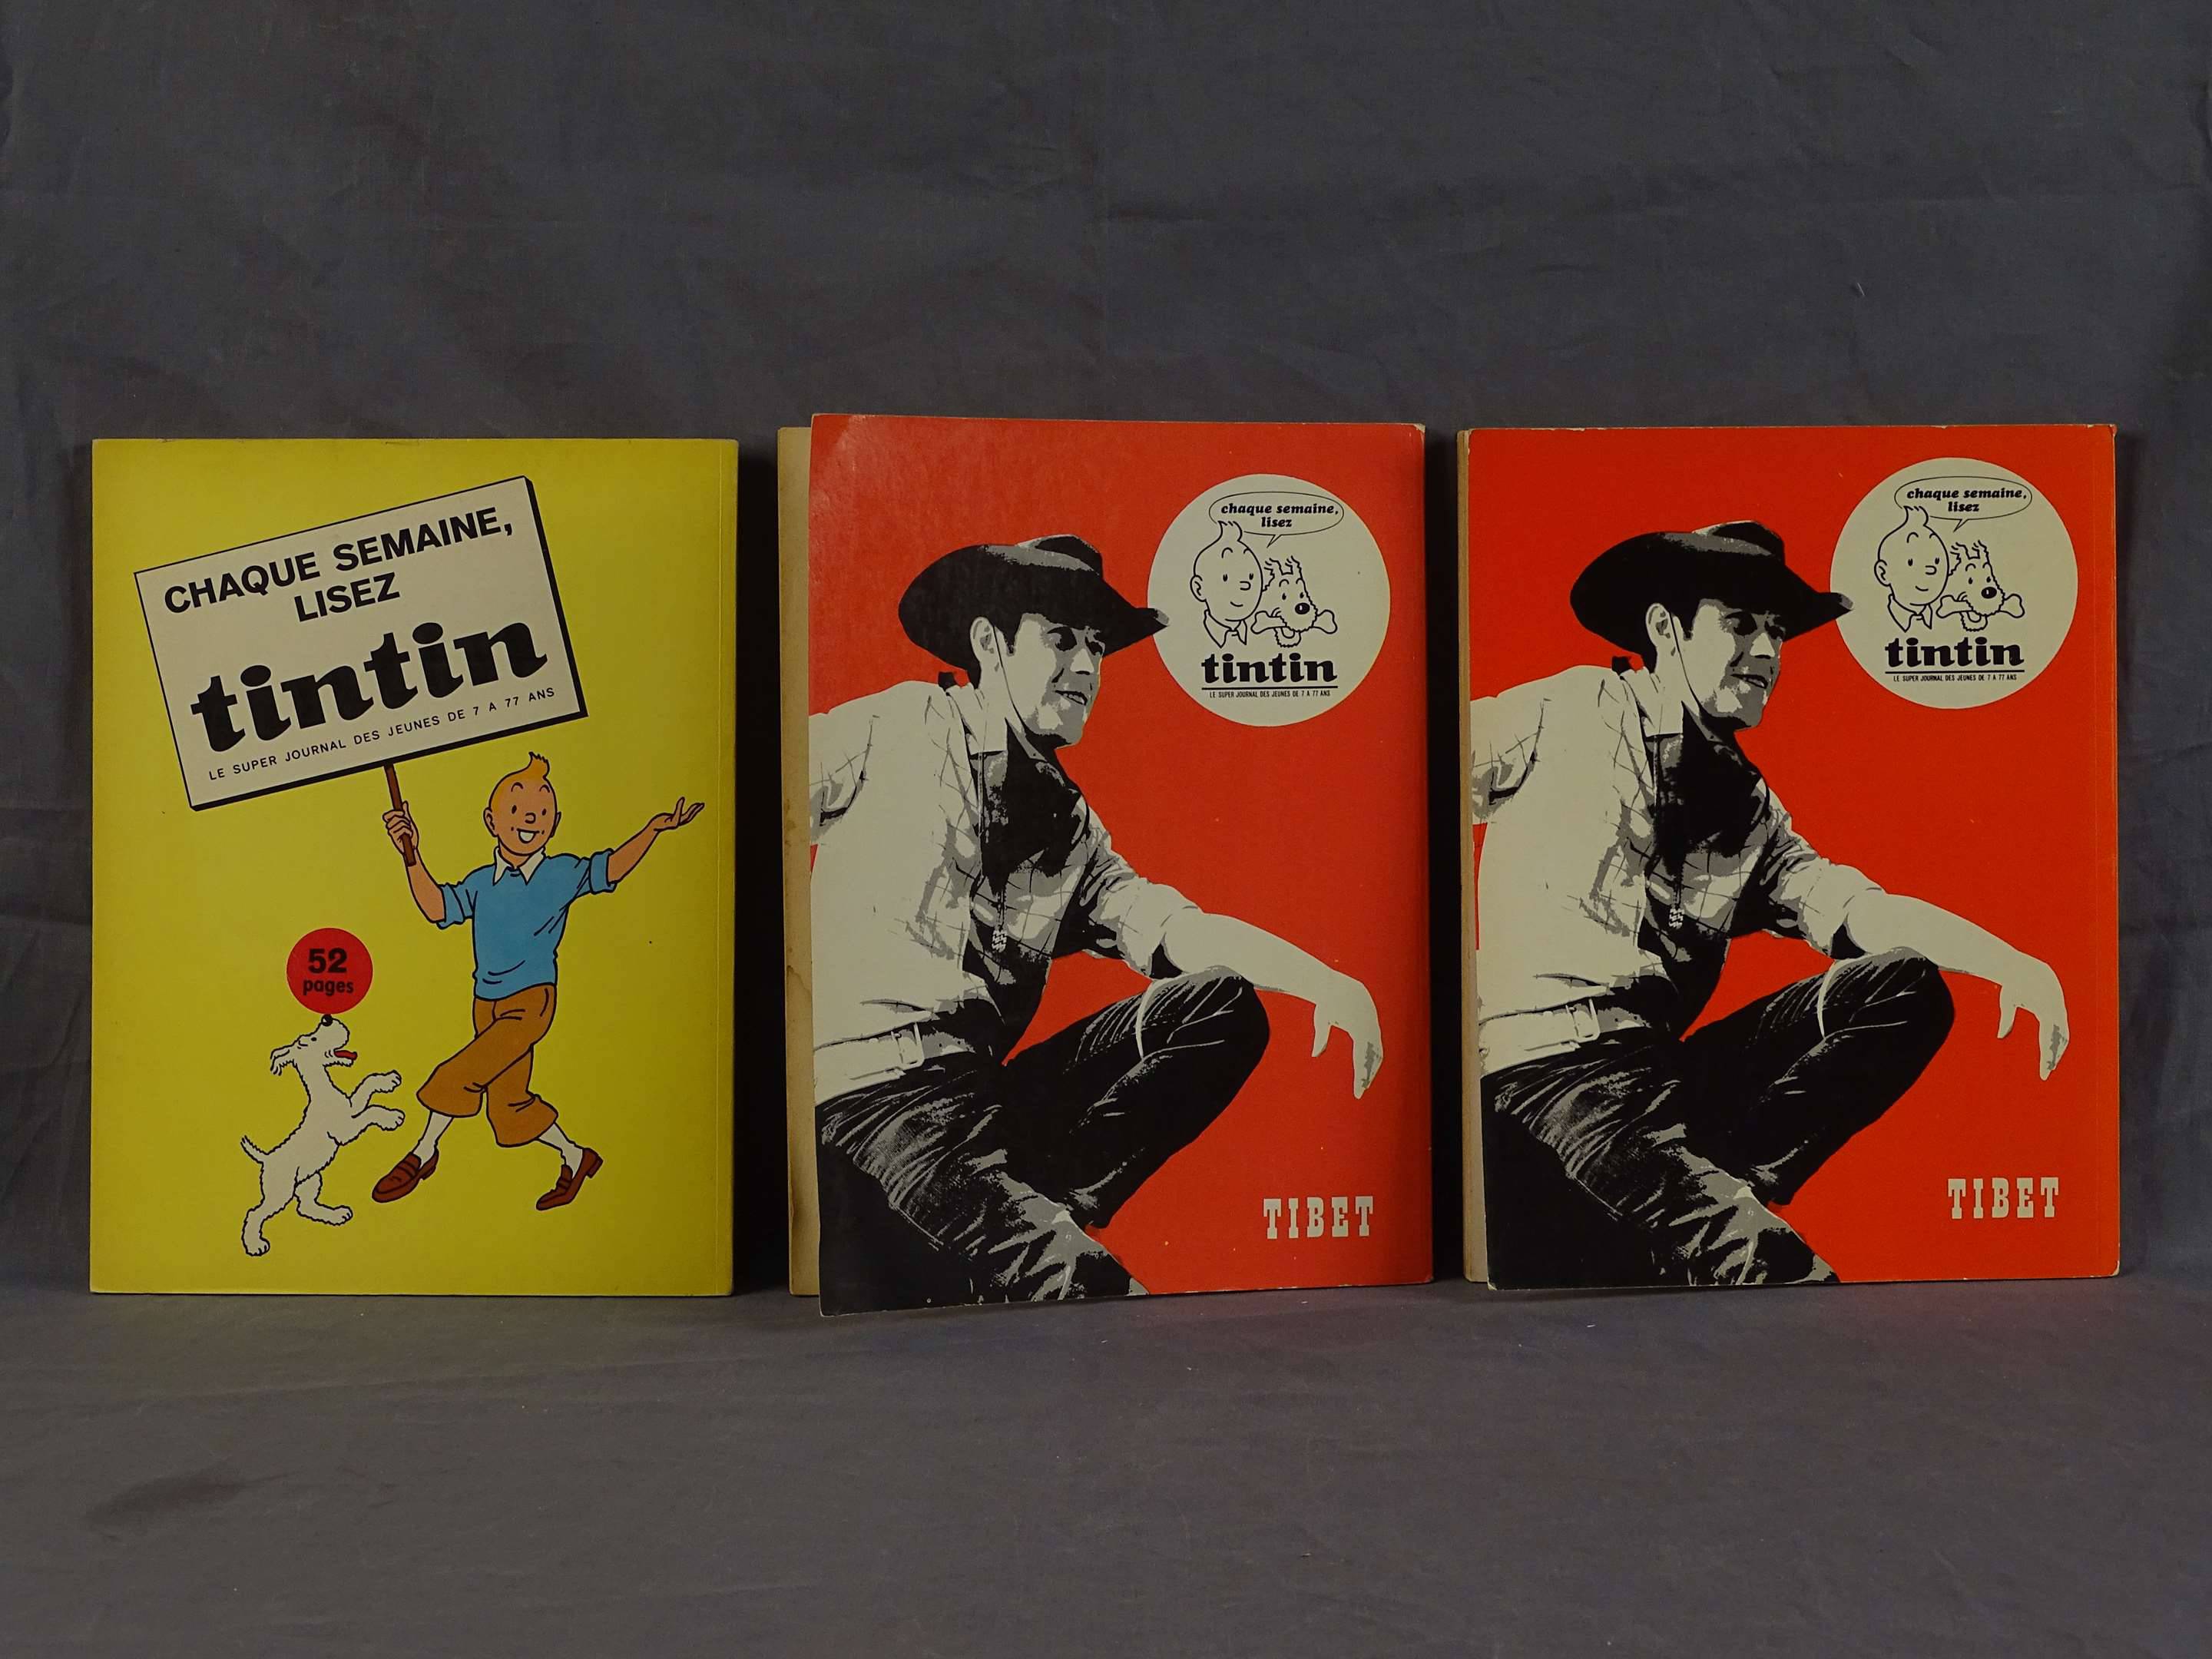 CHAQUE SEMAINE,
LISEZ
tintin
LE SUPER JOURNAL DES JEUNES DE 7 A 77 ANS
52
pages
chaque semaine,
lisez
tintin
LE SUPER JOURNAL DES JEUNES DE 7 A 77 ANS
TIBET
chaque semaine,
lisez
tintin
LE SUPER JOURNAL DES JEUNES DE 7 A 77 ANS
TIBET